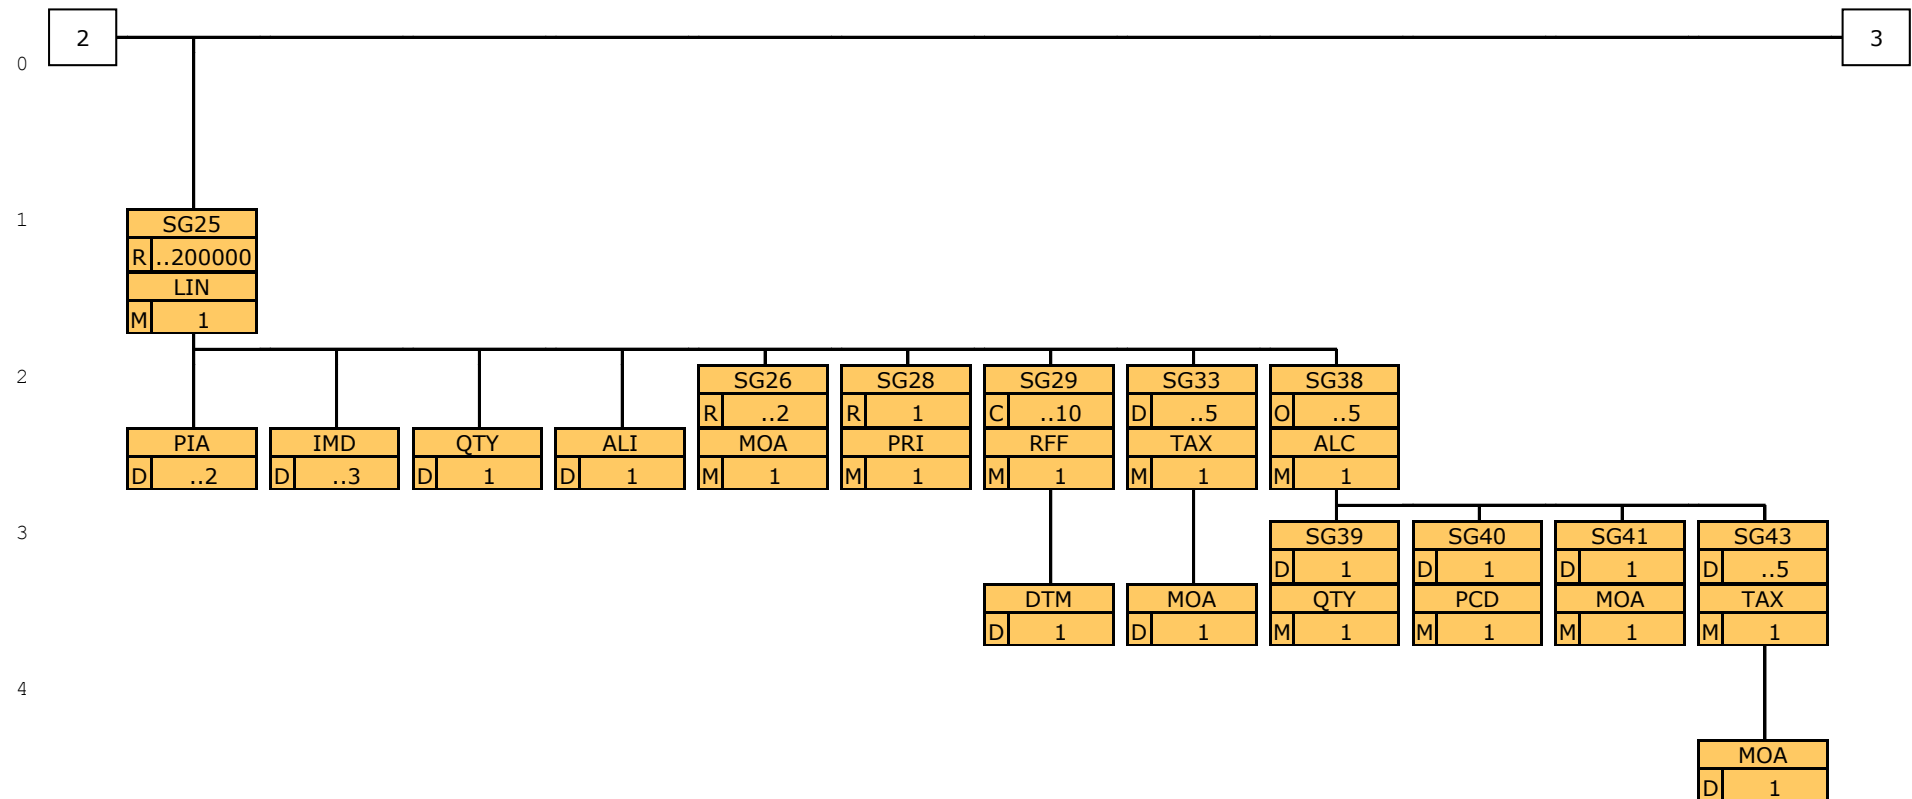 2
3
0
1
SG25
R ..200000
LIN
M 1
2
SG26 SG28 SG29 SG33 SG38
R ..2 R 1 C ..10 D ..5 O ..5
PIA IMD QTY ALI MOA PRI RFF TAX ALC
D ..2 D ..3 D 1 D 1 M 1 M 1 M 1 M 1 M 1
3
SG39 SG40 SG41 SG43
D 1 D 1 D 1 D ..5
DTM MOA QTY PCD MOA TAX
D 1 D 1 M 1 M 1 M 1 M 1
4
MOA
D 1